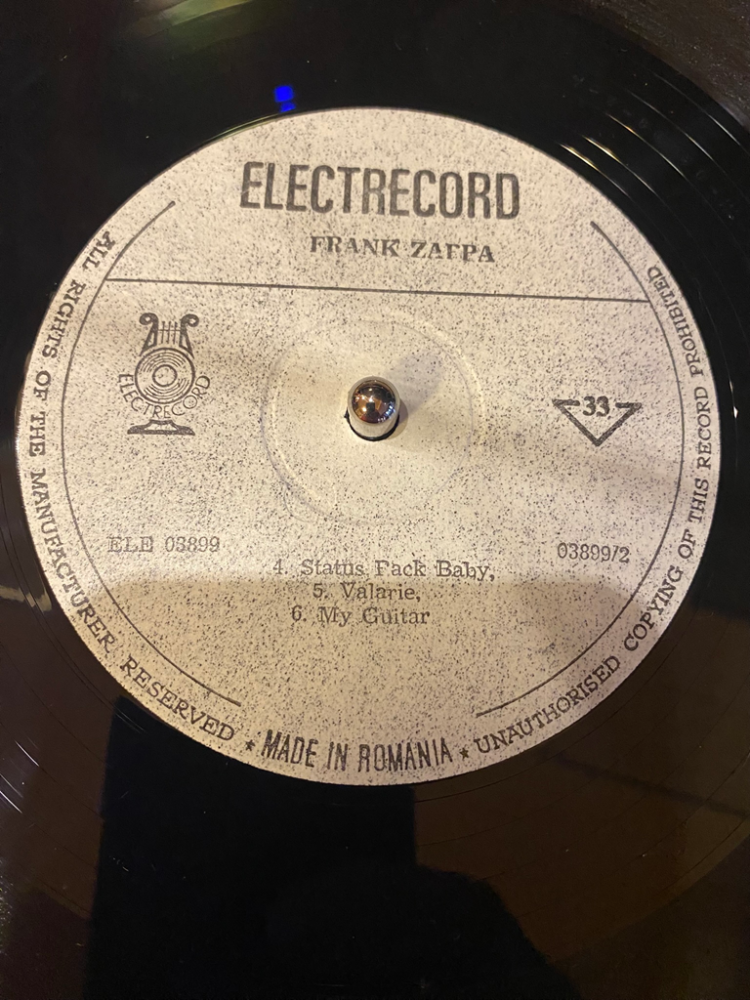 ELECTRECORD
FRANK ZAPPA
ELECTRECORD
33
ELE 03899
03899/2
4. Status Pack Baby,
5. Valarie,
6. My Guitar
ALL RIGHTS OF THE MANUFACTURER RESERVED ★ MADE IN ROMANIA ★ UNAUTHORISED COPYING OF THIS RECORD PROHIBITED